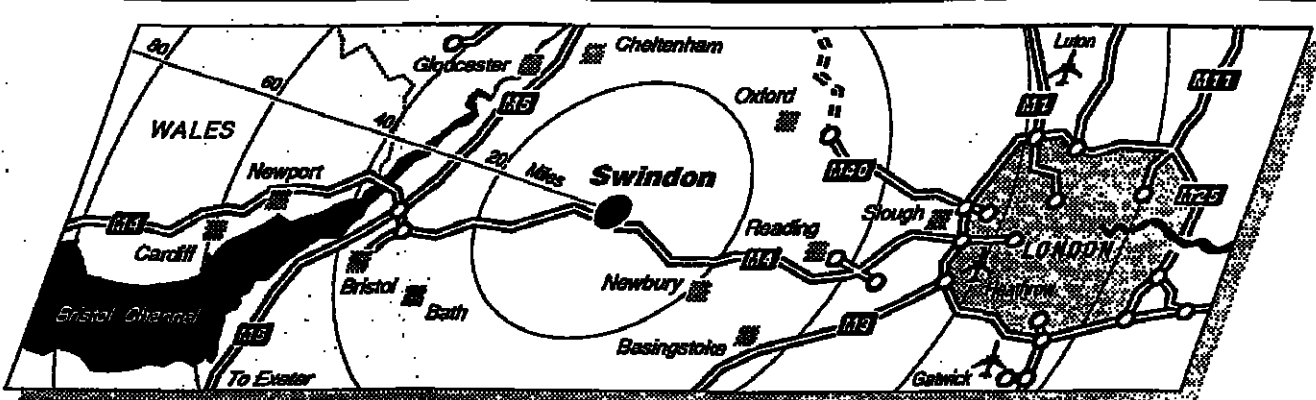 80
60
40
20
Miles
WALES
Gloucester
Cheltenham
M5
Oxford
Luton
M1
M11
Newport
Swindon
M40
M25
M4
Cardiff
Slough
Reading
LONDON
M4
Bristol
Newbury
Heathrow
Bath
Bristol Channel
M5
M3
Basingstoke
To Exeter
Gatwick